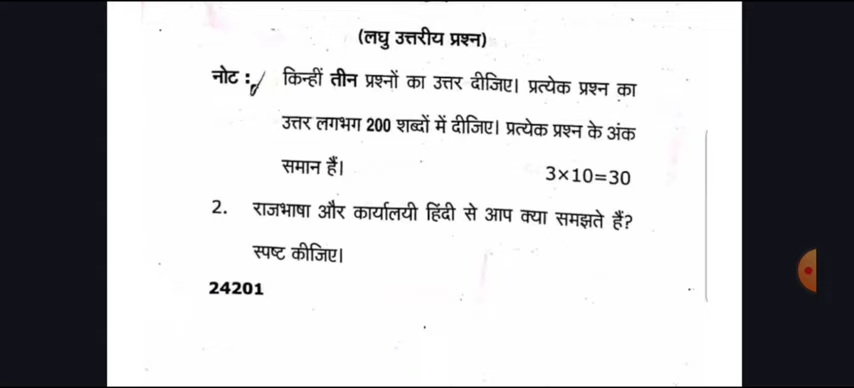 (लघु उत्तरीय प्रश्न)
नोट : किन्हीं तीन प्रश्नों का उत्तर दीजिए। प्रत्येक प्रश्न का
उत्तर लगभग 200 शब्दों में दीजिए। प्रत्येक प्रश्न के अंक
समान हैं। 3×10=30
2. राजभाषा और कार्यालयी हिंदी से आप क्या समझते हैं?
स्पष्ट कीजिए।
24201